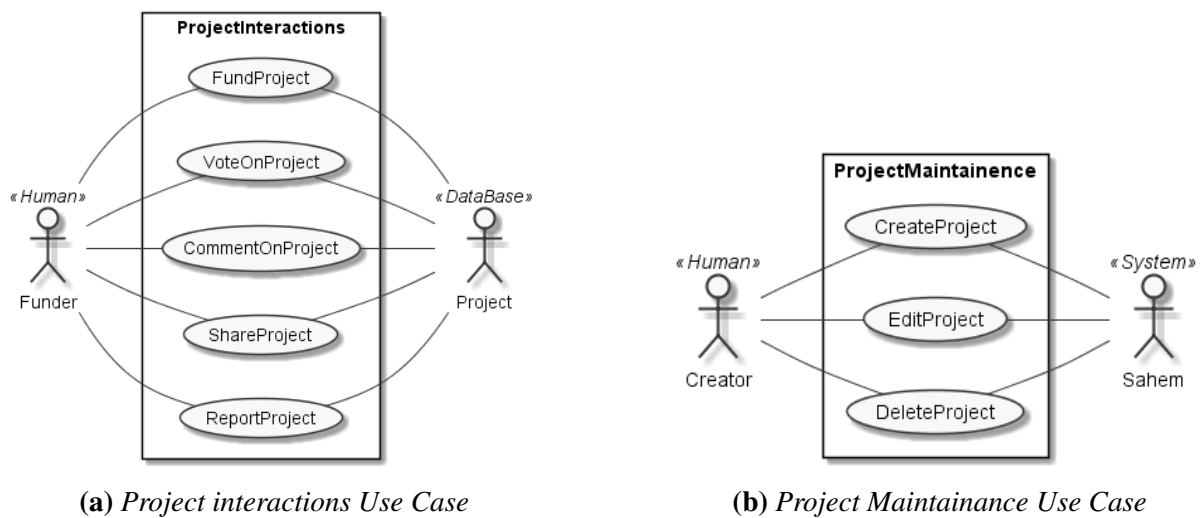 ProjectInteractions
FundProject
VoteOnProject
«Human»
«DataBase»
CommentOnProject
Funder
Project
ShareProject
ReportProject
(a) Project interactions Use Case
ProjectMaintainence
CreateProject
«Human»
«System»
EditProject
Creator
Sahem
DeleteProject
(b) Project Maintainance Use Case